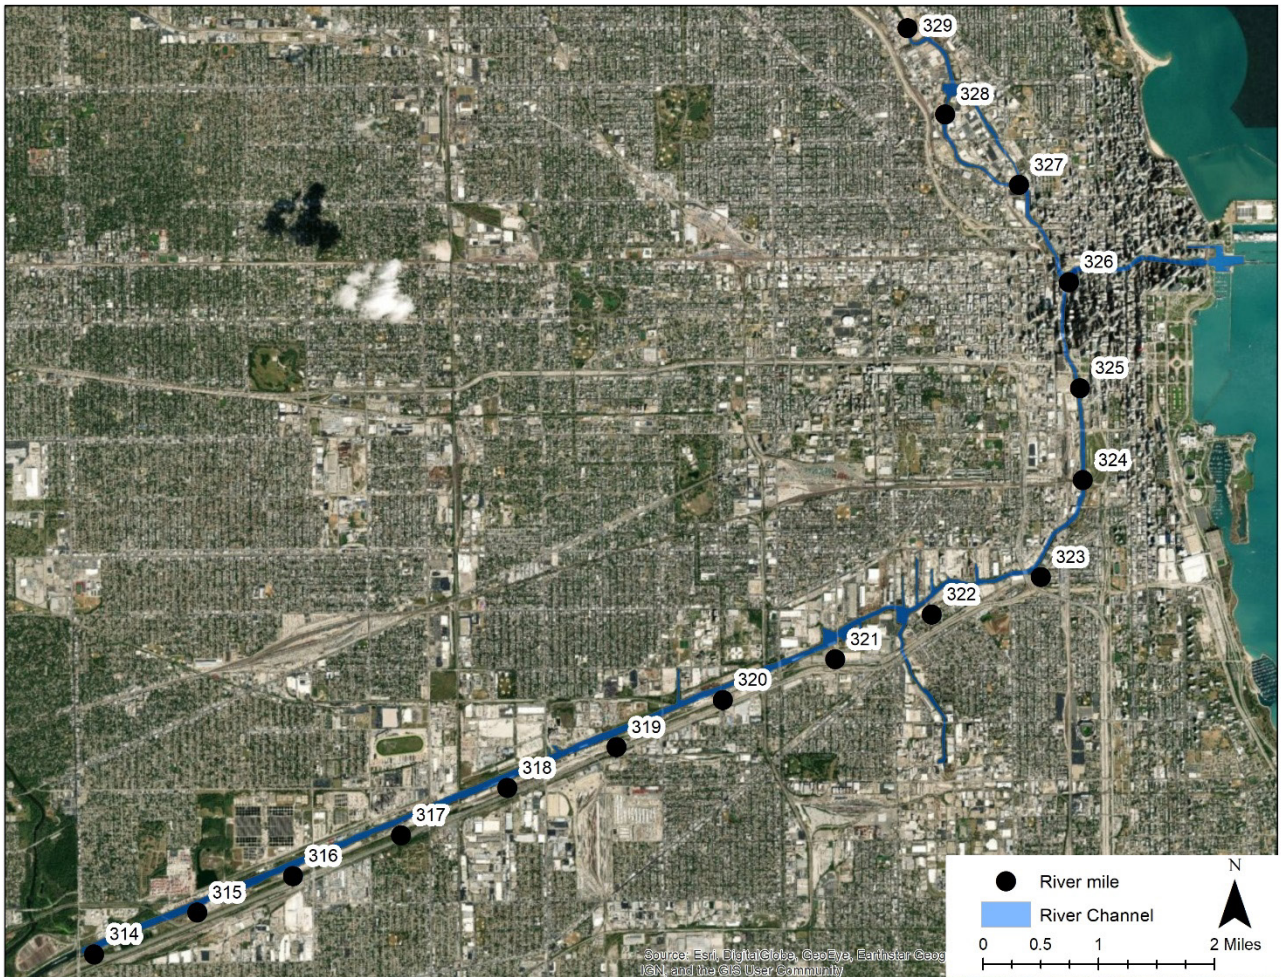 329
328
327
326
325
324
323
322
321
320
319
318
317
316
315
314
River mile
River Channel
N
0 0.5 1 2 Miles
Source: Esri, DigitalGlobe, GeoEye, Earthstar Geog
IGN, and the GIS User Community